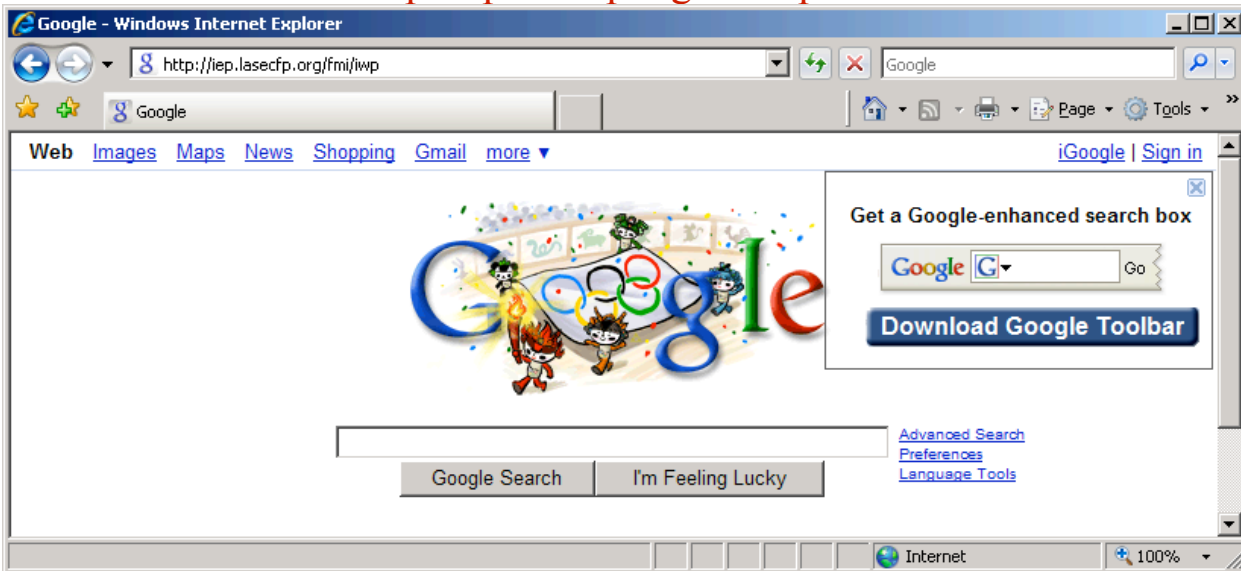 Google - Windows Internet Explorer
http://iep.lasecfp.org/fmi/iwp
Google
Google
Page
Tools
Web Images Maps News Shopping Gmail more
iGoogle | Sign in
Get a Google-enhanced search box
Google G Go
Download Google Toolbar
Google
Advanced Search
Preferences
Language Tools
Google Search I'm Feeling Lucky
Internet 100%